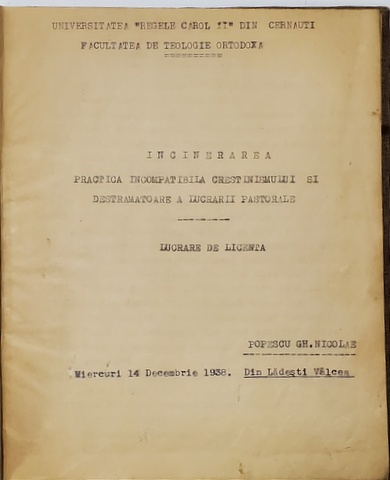 UNIVERSITATEA "REGELE CAROL II" DIN CERNAUTI
FACULTATEA DE TEOLOGIE ORTODOXA
INCINERAREA
PRACTICA INCOMPATIBILA CRESTINISMULUI SI
DESTRAMATOARE A LUCRARII PASTORALE
LUCRARE DE LICENTA
POPESCU GH.NICOLAE
Miercuri 14 Decembrie 1938. Din Lădești Vâlcea